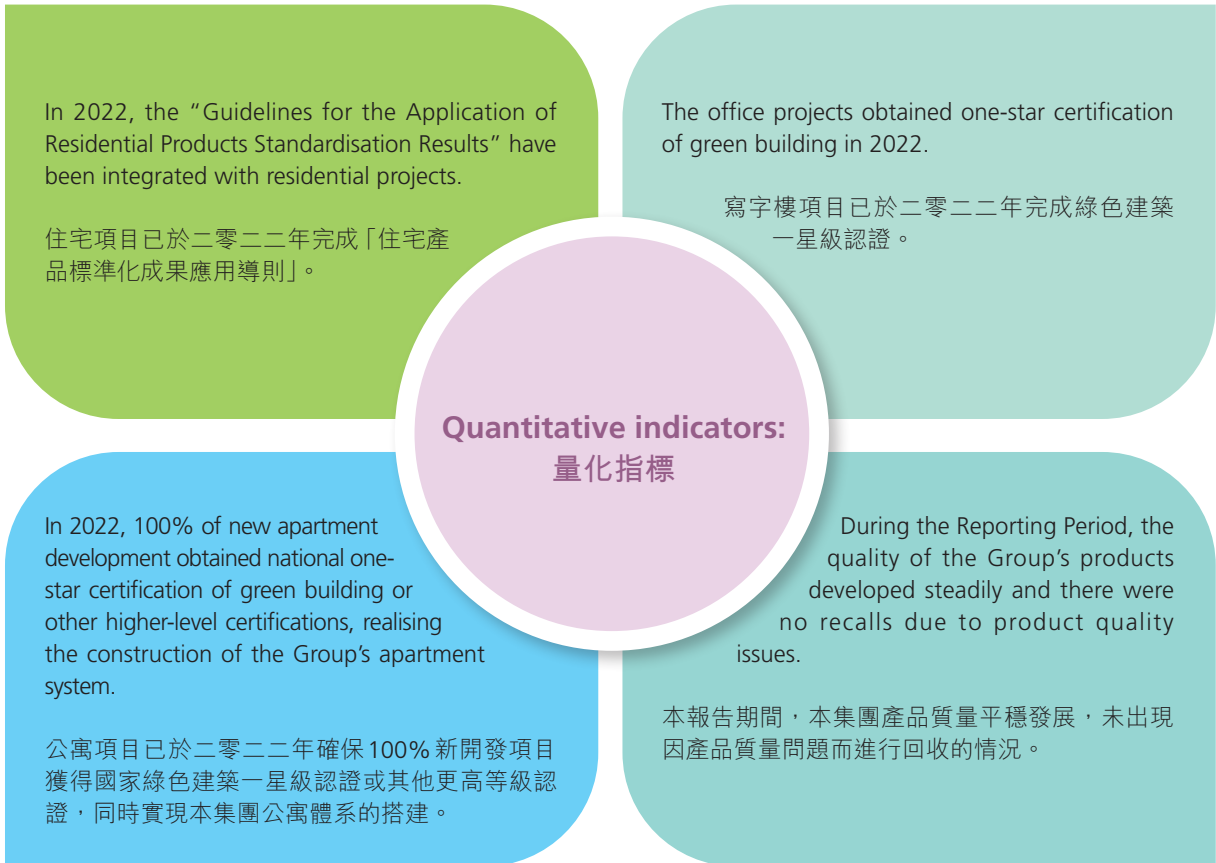 In 2022, the “Guidelines for the Application of
Residential Products Standardisation Results” have
been integrated with residential projects.
住宅項目已於二零二二年完成「住宅產
品標準化成果應用導則」。
The office projects obtained one-star certification
of green building in 2022.
寫字樓項目已於二零二二年完成綠色建築
一星級認證。
Quantitative indicators:
量化指標
In 2022, 100% of new apartment
development obtained national one-
star certification of green building or
other higher-level certifications, realising
the construction of the Group’s apartment
system.
公寓項目已於二零二二年確保100%新開發項目
獲得國家綠色建築一星級認證或其他更高等級認
證，同時實現本集團公寓體系的搭建。
During the Reporting Period, the
quality of the Group’s products
developed steadily and there were
no recalls due to product quality
issues.
本報告期間，本集團產品質量平穩發展，未出現
因產品質量問題而進行回收的情況。